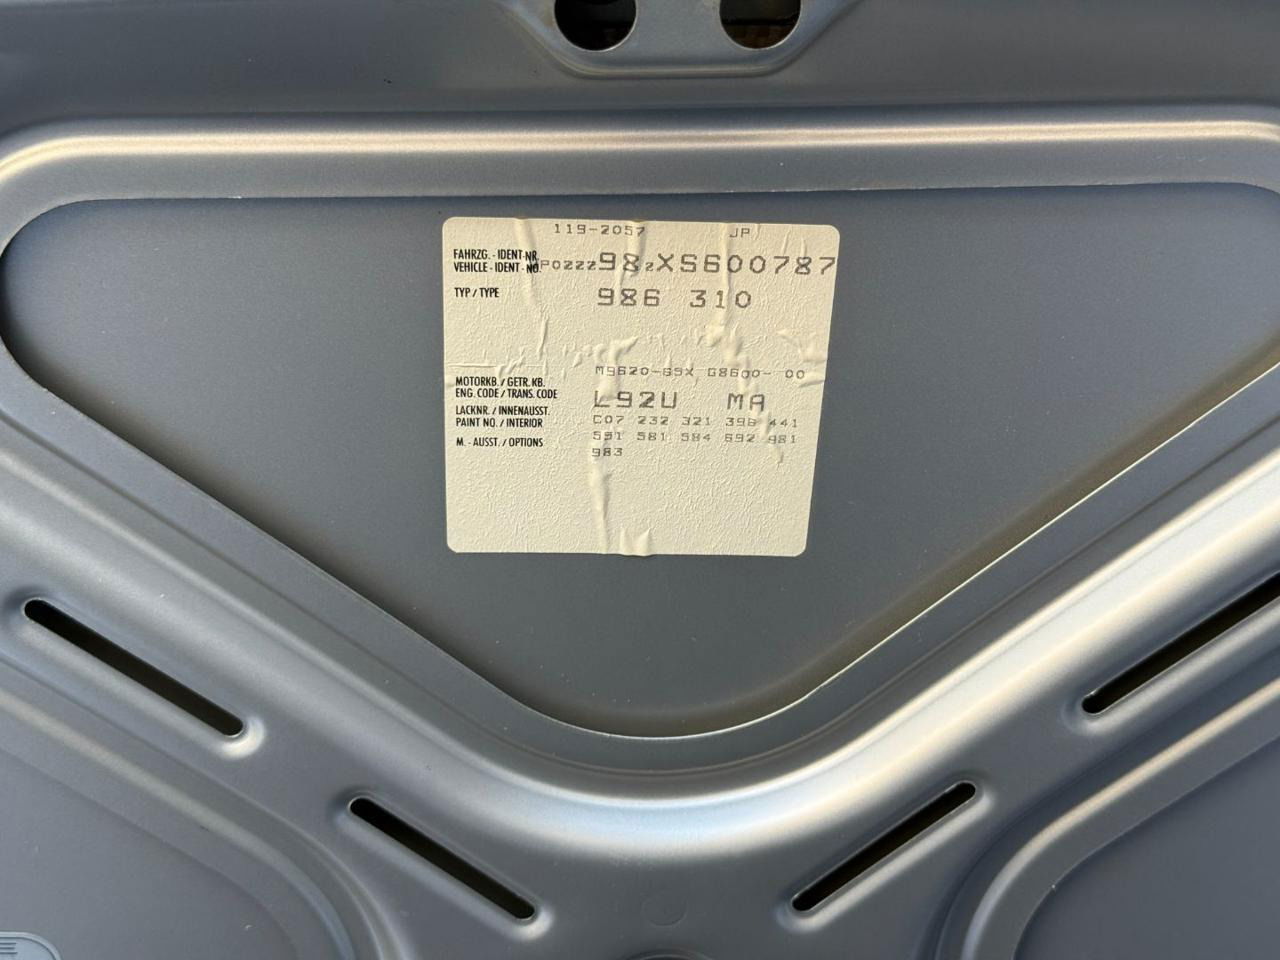 119-2057 JP
FAHRZG. - IDENT-NR.
VEHICLE - IDENT - NO. WP0ZZZ98ZXS600787
TYP / TYPE 986 310
MOTORKB. / GETR. KB. M9620-69X G8600- 00
ENG. CODE / TRANS. CODE
LACKNR. / INNENAUSST. L92U MA
PAINT NO. / INTERIOR C07 232 321 396 441
M. - AUSST. / OPTIONS 551 581 584 692 981
983